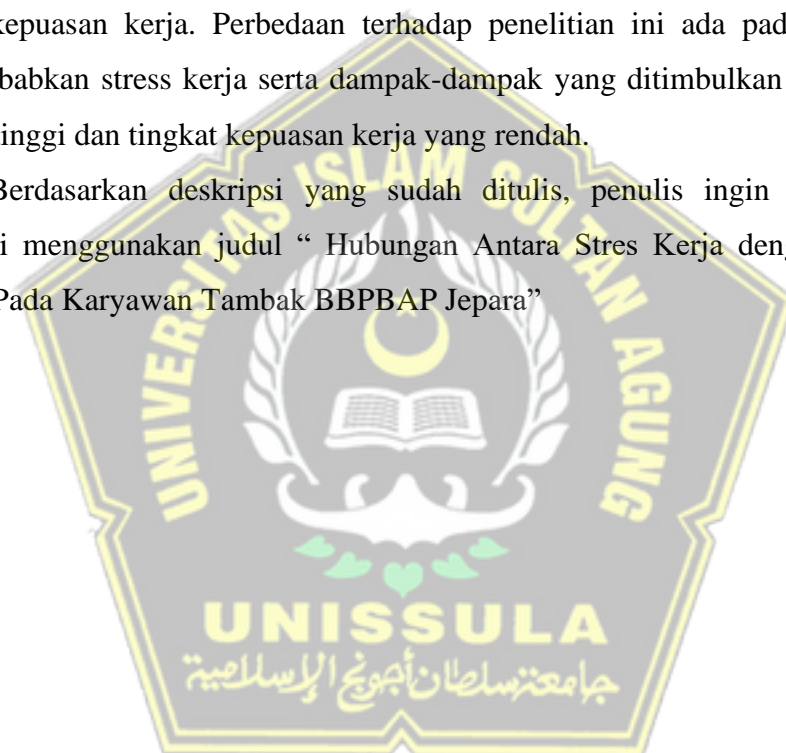 kepuasan kerja. Perbedaan terhadap penelitian ini ada pad
babkan stress kerja serta dampak-dampak yang ditimbulkan
inggi dan tingkat kepuasan kerja yang rendah.
Berdasarkan deskripsi yang sudah ditulis, penulis ingin
i menggunakan judul “ Hubungan Antara Stres Kerja deng
Pada Karyawan Tambak BBPBAP Jepara”
UNIVERSITAS ISLAM SULTAN AGUNG
UNISSULA
جامعة سلطان أجونج الإسلامية